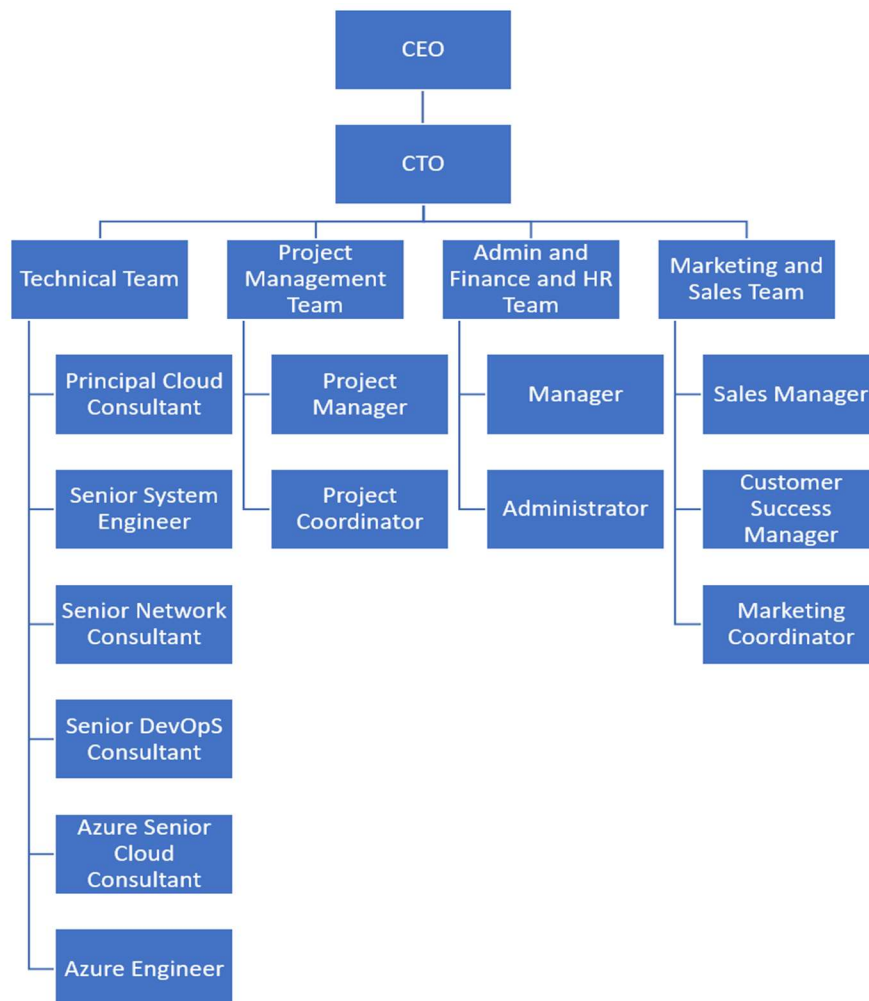 CEO
CTO
Technical Team
Project
Management
Team
Admin and
Finance and HR
Team
Marketing and
Sales Team
Principal Cloud
Consultant
Senior System
Engineer
Senior Network
Consultant
Senior DevOpS
Consultant
Azure Senior
Cloud
Consultant
Azure Engineer
Project
Manager
Project
Coordinator
Manager
Administrator
Sales Manager
Customer
Success
Manager
Marketing
Coordinator